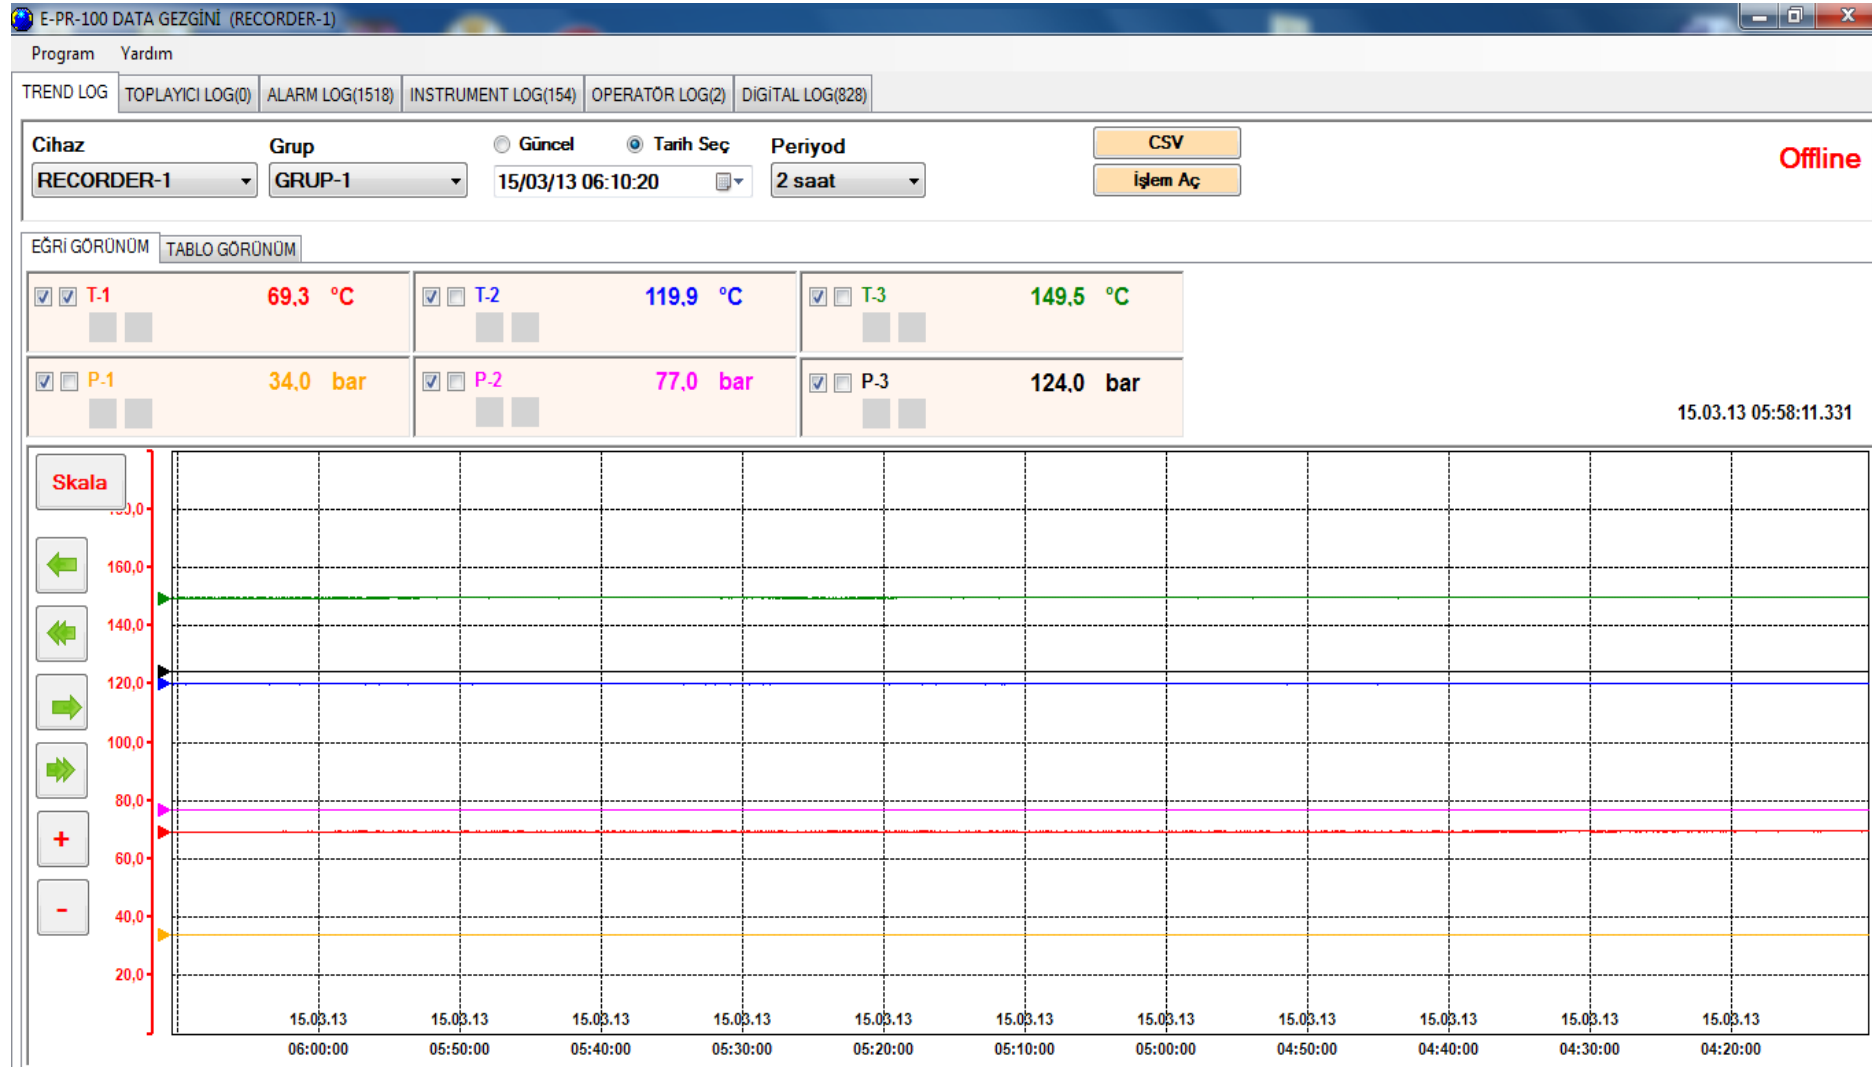 E-PR-100 DATA GEZGİNİ (RECORDER-1)
Program Yardım
TREND LOG TOPLAYICI LOG(0) ALARM LOG(1518) INSTRUMENT LOG(154) OPERATÖR LOG(2) DiGiTAL LOG(828)
Cihaz Grup Güncel Tarih Seç Periyod CSV
Offline
RECORDER-1 GRUP-1 15/03/13 06:10:20 2 saat İşlem Aç
EĞRİ GÖRÜNÜM TABLO GÖRÜNÜM
T-1 69,3 °C T-2 119,9 °C T-3 149,5 °C
P-1 34,0 bar P-2 77,0 bar P-3 124,0 bar
15.03.13 05:58:11.331
Skala
160,0
140,0
120,0
100,0
80,0
+
60,0
-
40,0
20,0
15.03.13 15.03.13 15.03.13 15.03.13 15.03.13 15.03.13 15.03.13 15.03.13 15.03.13 15.03.13 15.03.13
06:00:00 05:50:00 05:40:00 05:30:00 05:20:00 05:10:00 05:00:00 04:50:00 04:40:00 04:30:00 04:20:00